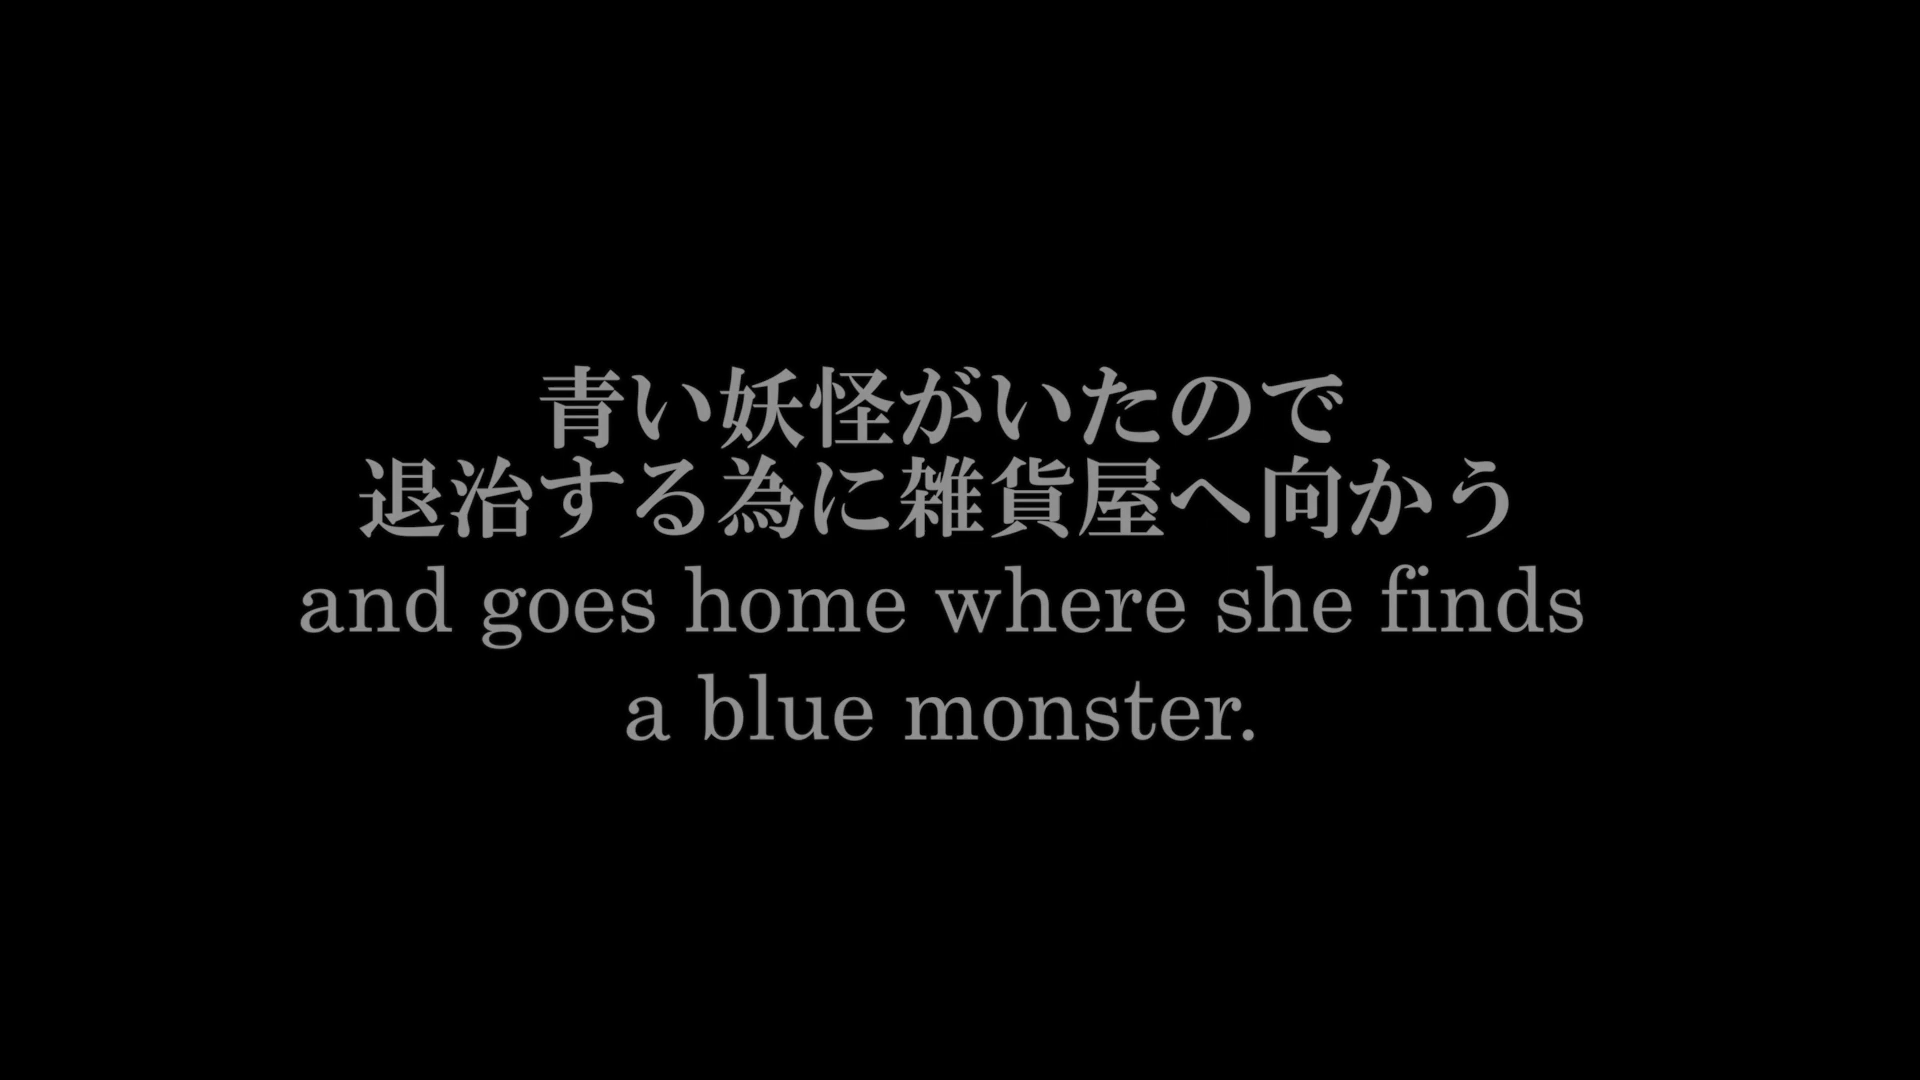 青い妖怪がいたので
退治する為に雑貨屋へ向かう
and goes home where she finds
a blue monster.